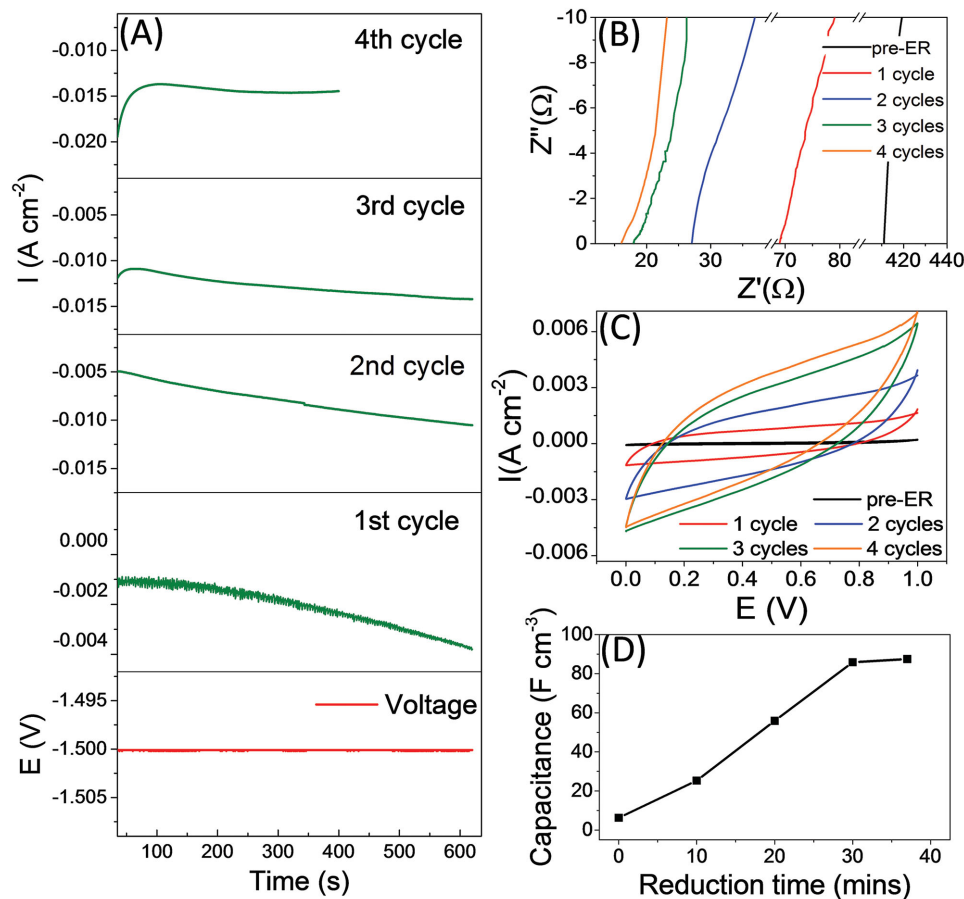 (A)
4th cycle
-0.010
-0.015
-0.020
3rd cycle
-0.005
-0.010
-0.015
2nd cycle
-0.005
-0.010
-0.015
1st cycle
0.000
-0.002
-0.004
Voltage
-1.495
-1.500
-1.505
I (A cm-2)
E (V)
100 200 300 400 500 600
Time (s)
(B)
-10
-8
-6
-4
-2
0
Z''(Ω)
pre-ER
1 cycle
2 cycles
3 cycles
4 cycles
20 30 70 80 420 440
Z'(Ω)
(C)
0.006
0.003
0.000
-0.003
-0.006
I(A cm-2)
pre-ER
1 cycle 2 cycles
3 cycles 4 cycles
0.0 0.2 0.4 0.6 0.8 1.0
E (V)
(D)
100
80
60
40
20
0
Capacitance (F cm-3)
0 10 20 30 40
Reduction time (mins)